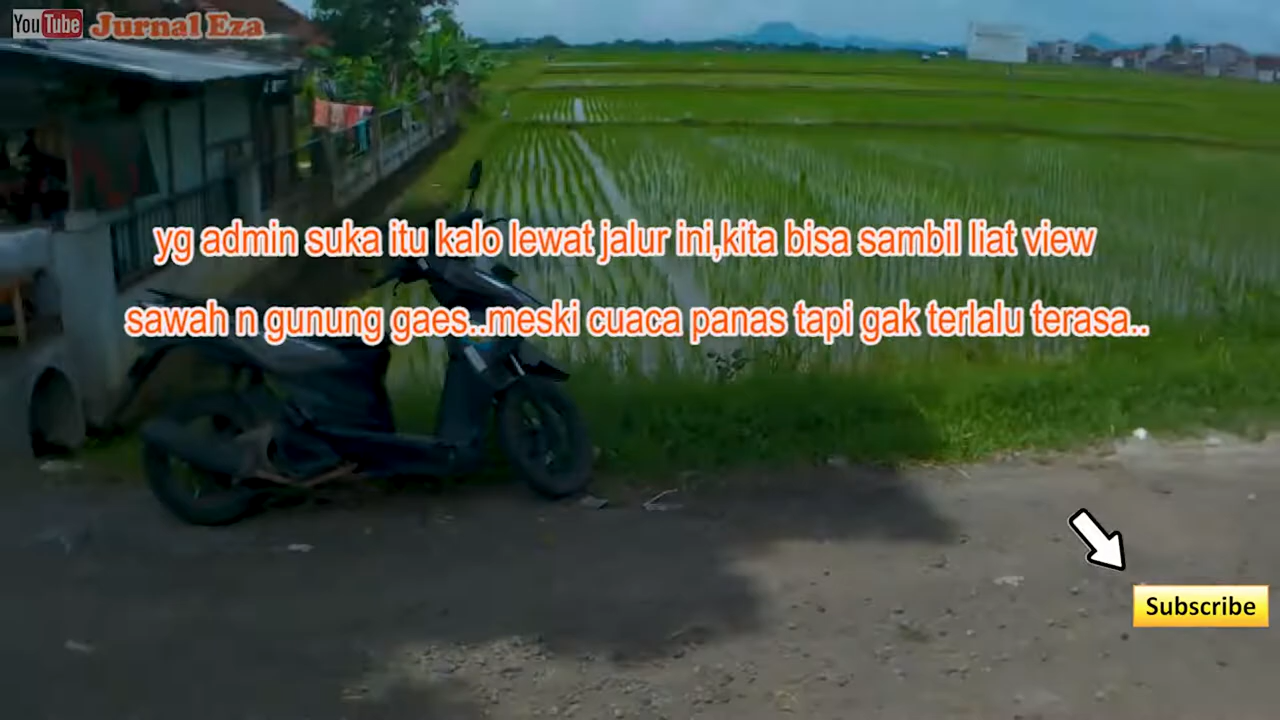 YouTube Jurnal Eza
yg admin suka itu kalo lewat jalur ini,kita bisa sambil liat view
sawah n gunung gaes..meski cuaca panas tapi gak terlalu terasa..
Subscribe